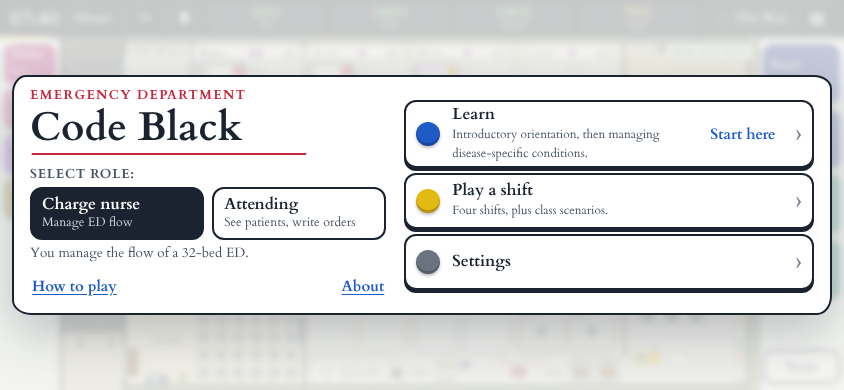 EMERGENCY DEPARTMENT
Code Black
SELECT ROLE:
Charge nurse
Manage ED flow
Attending
See patients, write orders
You manage the flow of a 32-bed ED.
How to play
About
Learn
Introductory orientation, then managing
disease-specific conditions.
Start here
Play a shift
Four shifts, plus class scenarios.
Settings